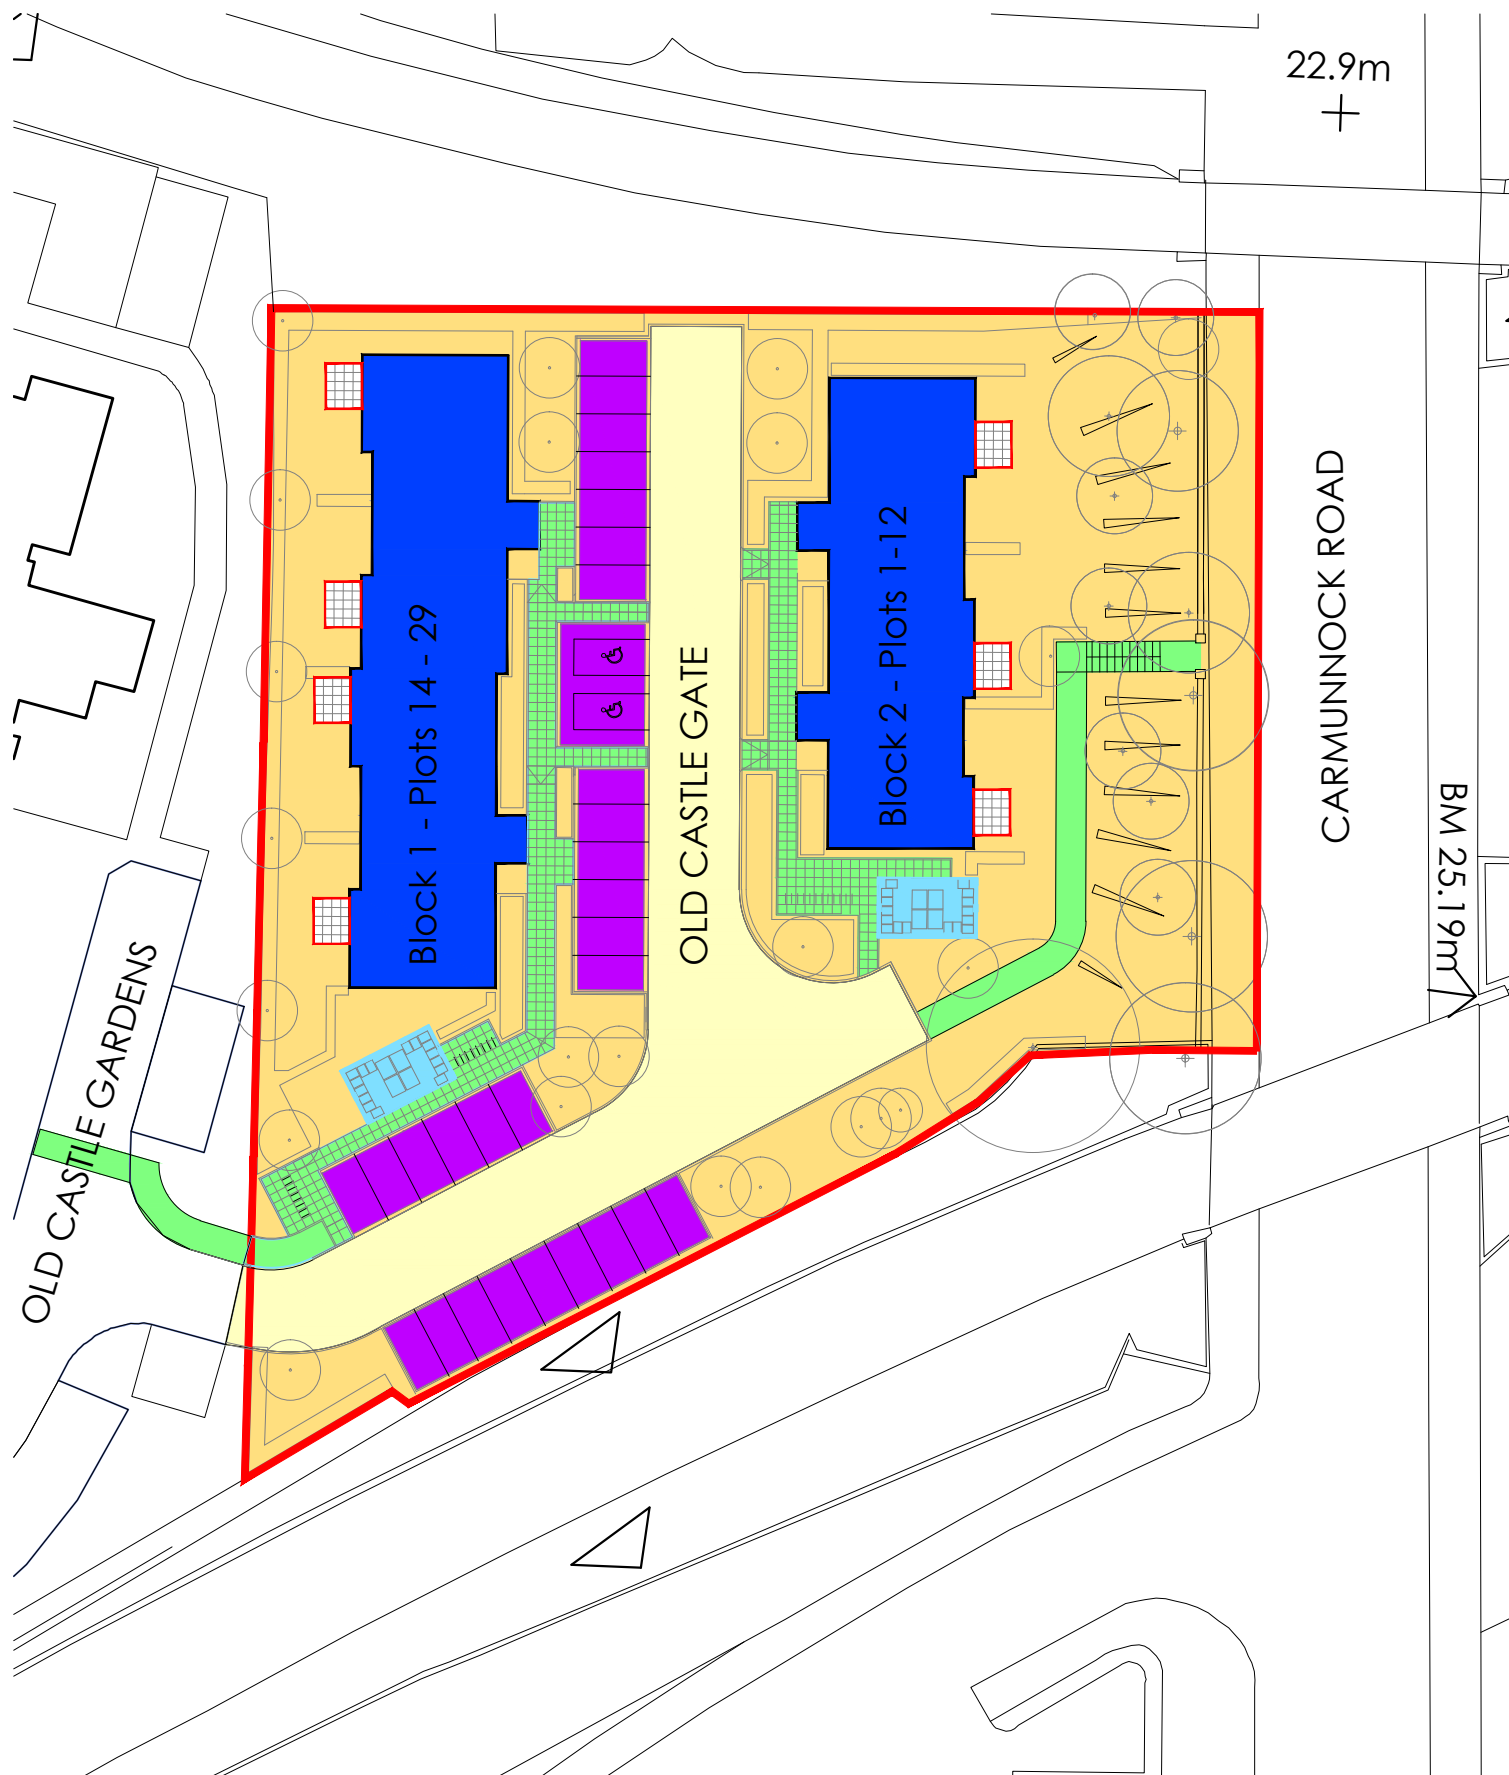 22.9m
CARMUNNOCK ROAD
BM 25.19m
Block 1 - Plots 14 - 29
OLD CASTLE GATE
Block 2 - Plots 1-12
OLD CASTLE GARDENS